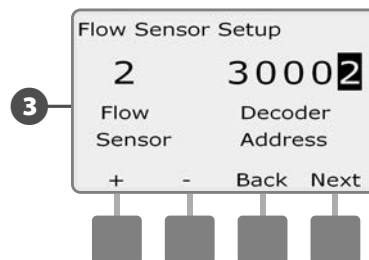 Flow Sensor Setup
2 30002
3
Flow Decoder
Sensor Address
+ - Back Next